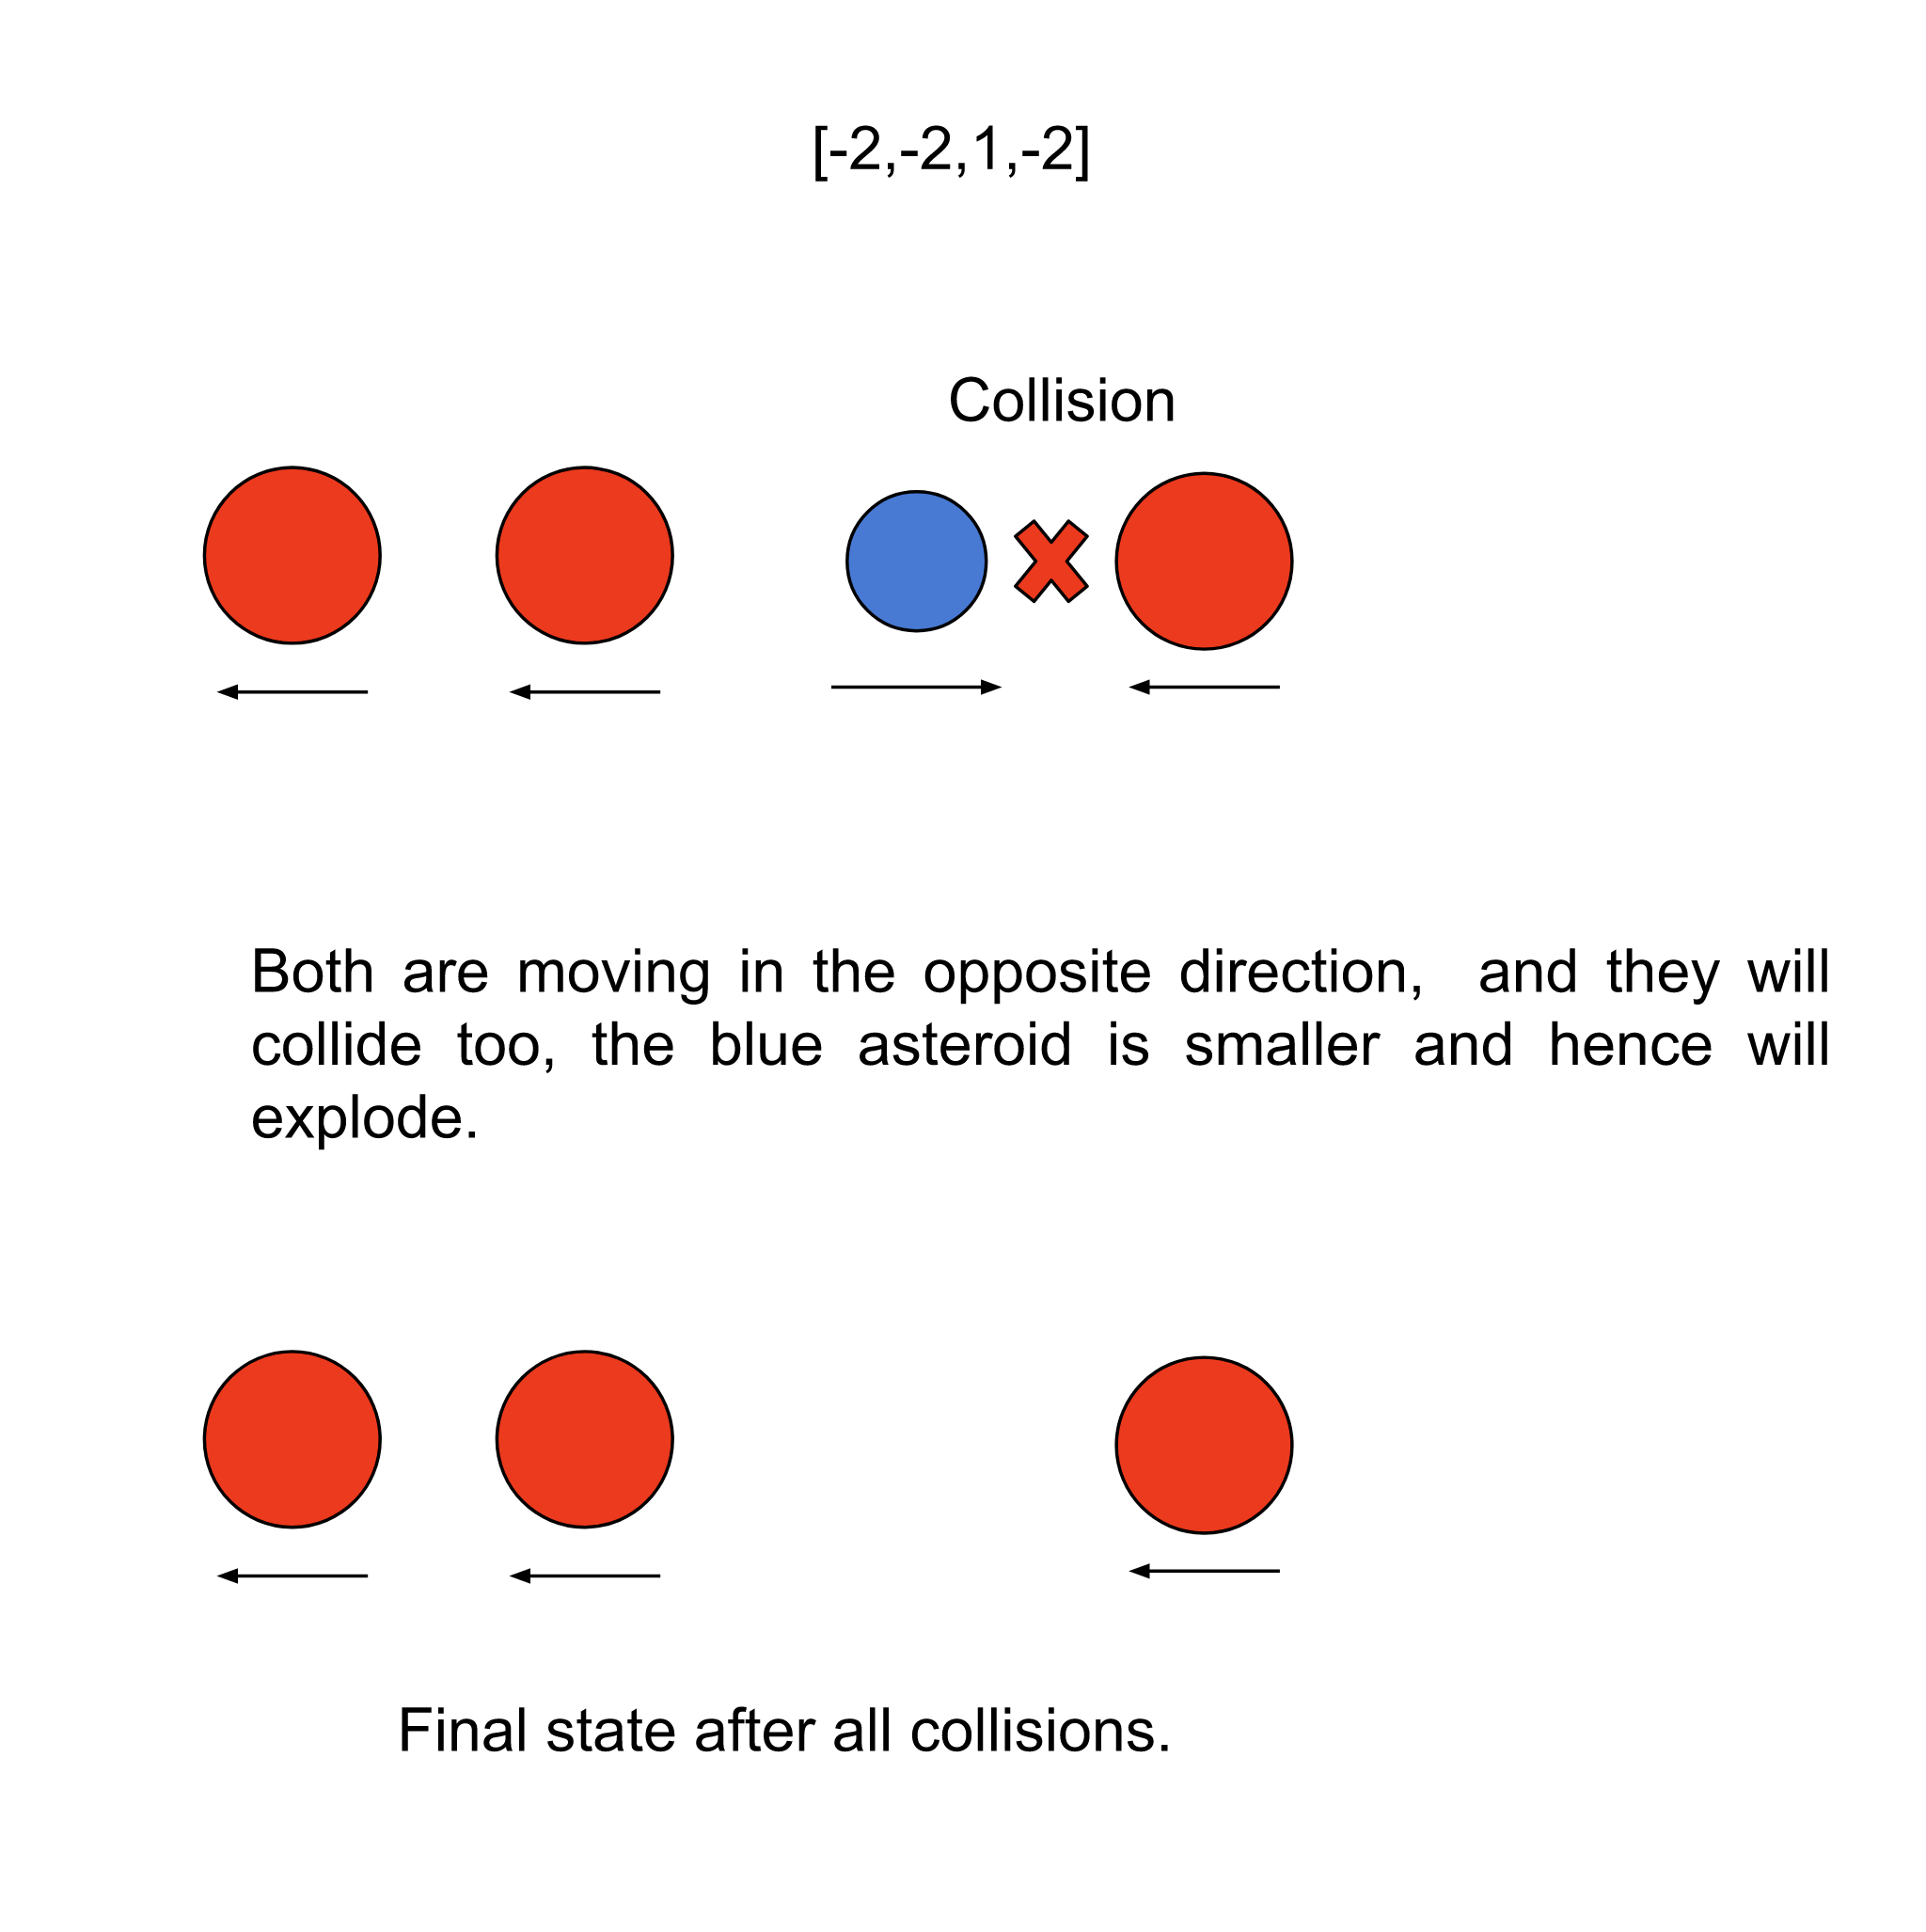 [-2,-2,1,-2]
Collision
Both are moving in the opposite direction, and they will
collide too, the blue asteroid is smaller and hence will
explode.
Final state after all collisions.